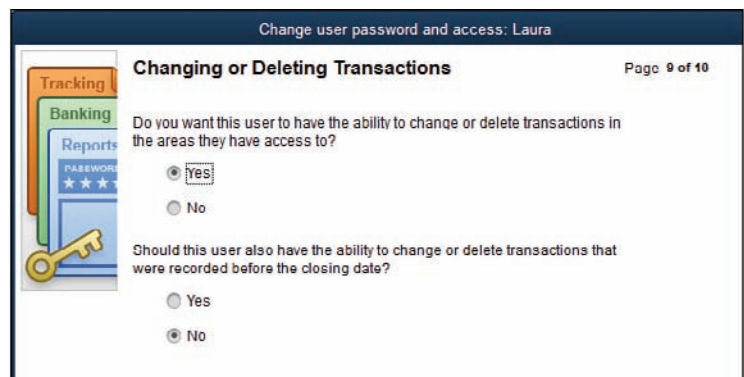 Change user password and access: Laura
Tracking
Banking
Reports
PASSWOR
★★★★
Changing or Deleting Transactions
Page 9 of 10
Do you want this user to have the ability to change or delete transactions in
the areas they have access to?
Yes
No
Should this user also have the ability to change or delete transactions that
were recorded before the closing date?
Yes
No